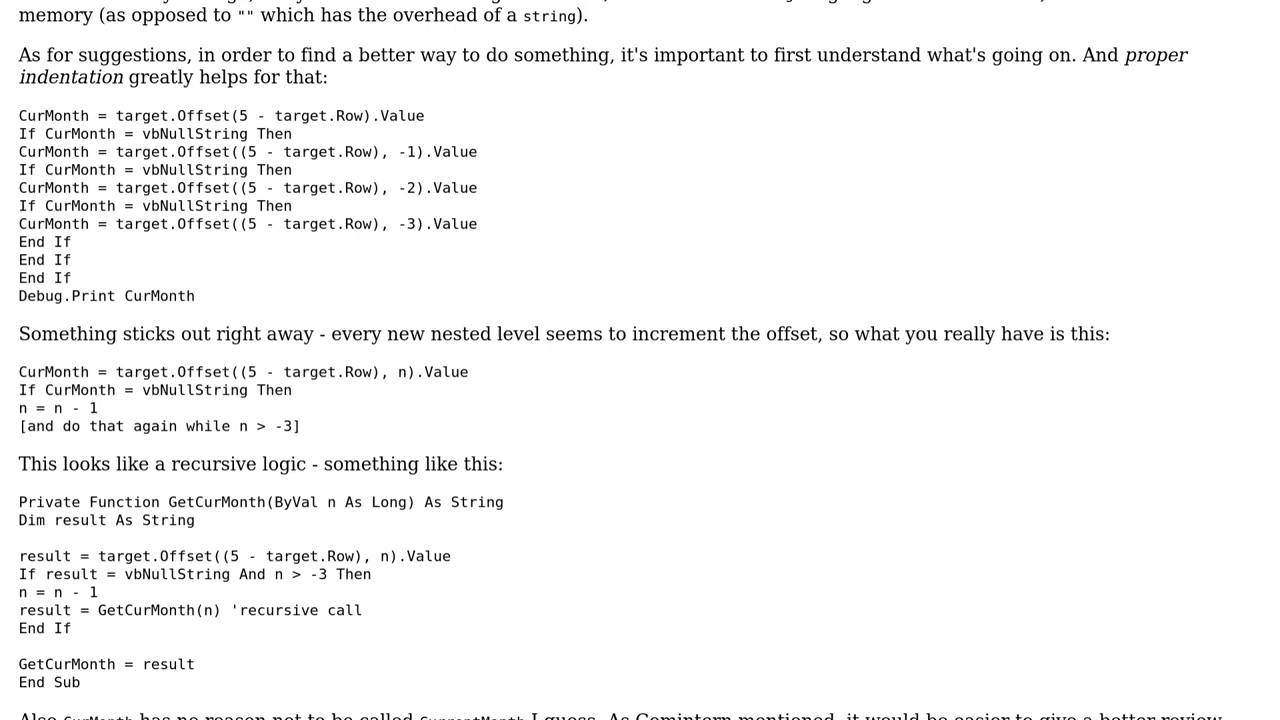 memory (as opposed to "" which has the overhead of a string).
As for suggestions, in order to find a better way to do something, it's important to first understand what's going on. And proper
indentation greatly helps for that:
CurMonth = target.Offset(5 - target.Row).Value
If CurMonth = vbNullString Then
CurMonth = target.Offset((5 - target.Row), -1).Value
If CurMonth = vbNullString Then
CurMonth = target.Offset((5 - target.Row), -2).Value
If CurMonth = vbNullString Then
CurMonth = target.Offset((5 - target.Row), -3).Value
End If
End If
End If
Debug.Print CurMonth
Something sticks out right away - every new nested level seems to increment the offset, so what you really have is this:
CurMonth = target.Offset((5 - target.Row), n).Value
If CurMonth = vbNullString Then
n = n - 1
[and do that again while n > -3]
This looks like a recursive logic - something like this:
Private Function GetCurMonth(ByVal n As Long) As String
Dim result As String
result = target.Offset((5 - target.Row), n).Value
If result = vbNullString And n > -3 Then
n = n - 1
result = GetCurMonth(n) 'recursive call
End If
GetCurMonth = result
End Sub